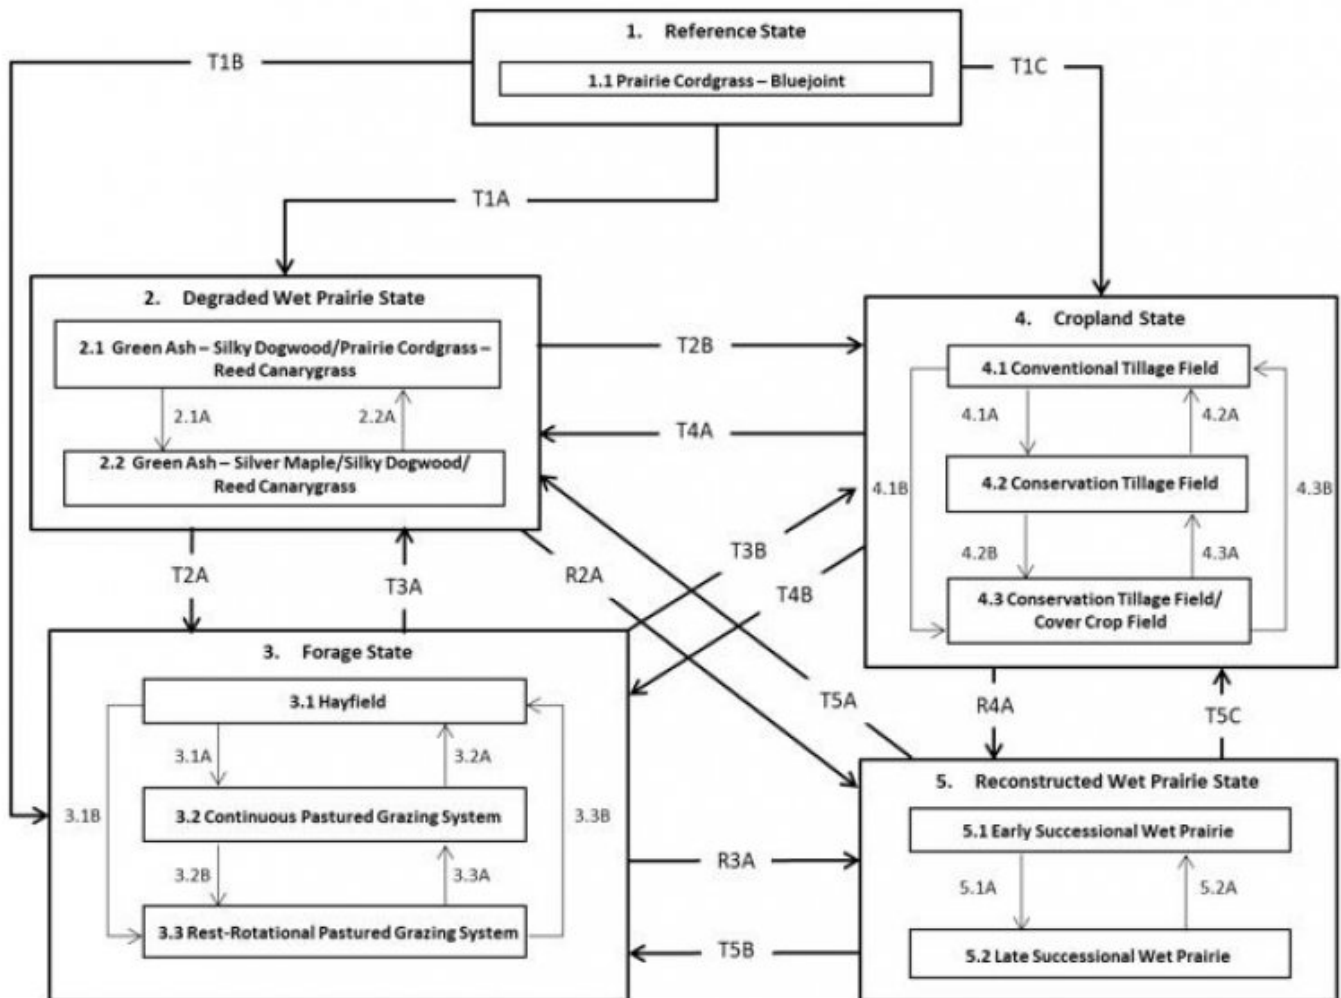 1. Reference State
1.1 Prairie Cordgrass – Bluejoint
T1B
T1C
T1A
2. Degraded Wet Prairie State
2.1 Green Ash – Silky Dogwood/Prairie Cordgrass –
Reed Canarygrass
2.1A
2.2A
2.2 Green Ash – Silver Maple/Silky Dogwood/
Reed Canarygrass
T2B
T4A
4. Cropland State
4.1 Conventional Tillage Field
4.1A
4.2A
4.1B
4.2 Conservation Tillage Field
4.3B
4.2B
4.3A
4.3 Conservation Tillage Field/
Cover Crop Field
T2A
T3A
R2A
T3B
T4B
T5A
R4A
T5C
3. Forage State
3.1 Hayfield
3.1A
3.2A
3.1B
3.2 Continuous Pastured Grazing System
3.3B
3.2B
3.3A
3.3 Rest-Rotational Pastured Grazing System
R3A
T5B
5. Reconstructed Wet Prairie State
5.1 Early Successional Wet Prairie
5.1A
5.2A
5.2 Late Successional Wet Prairie